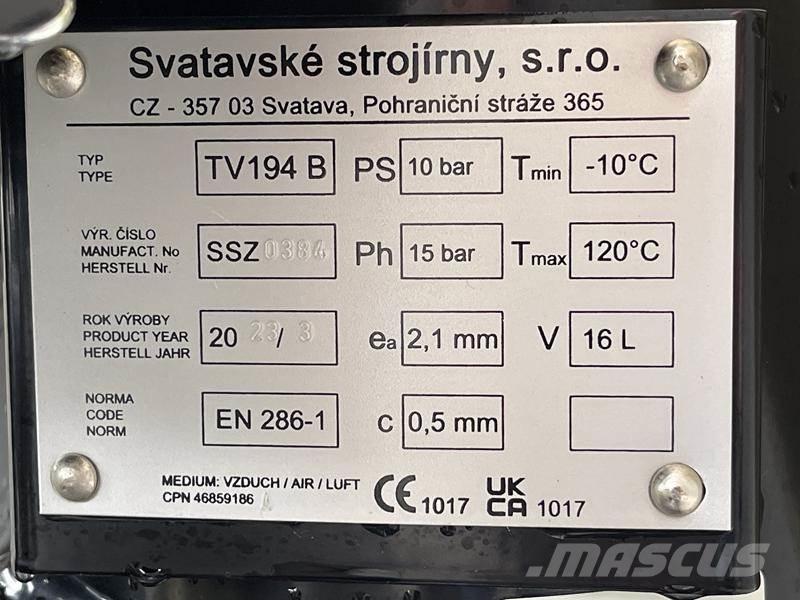 Svatavské strojírny, s.r.o.
CZ - 357 03 Svatava, Pohraniční stráže 365
TYP
TYPE
TV194 B
PS
10 bar
Tmin
-10°C
VÝR. ČÍSLO
MANUFACT. No
HERSTELL Nr.
SSZ 0384
Ph
15 bar
Tmax
120°C
ROK VÝROBY
PRODUCT YEAR
HERSTELL JAHR
20 23 / 3
ea
2,1 mm
V
16 L
NORMA
CODE
NORM
EN 286-1
c
0,5 mm
MEDIUM: VZDUCH / AIR / LUFT
CPN 46859186 A
CE 1017
UK
CA 1017
MASCUS